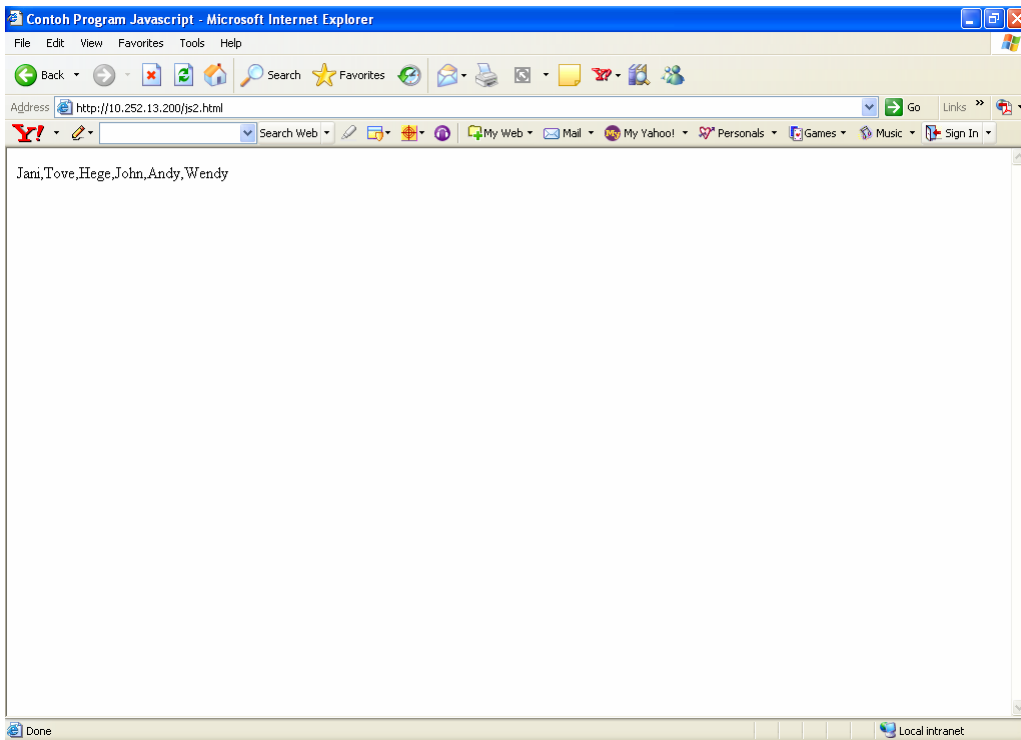 Contoh Program Javascript - Microsoft Internet Explorer
File Edit View Favorites Tools Help
Back Search Favorites
Address http://10.252.13.200/js2.html Go Links »
Y! Search Web My Web Mail My Yahoo! Personals Games Music Sign In
Jani,Tove,Hege,John,Andy,Wendy
Done Local intranet